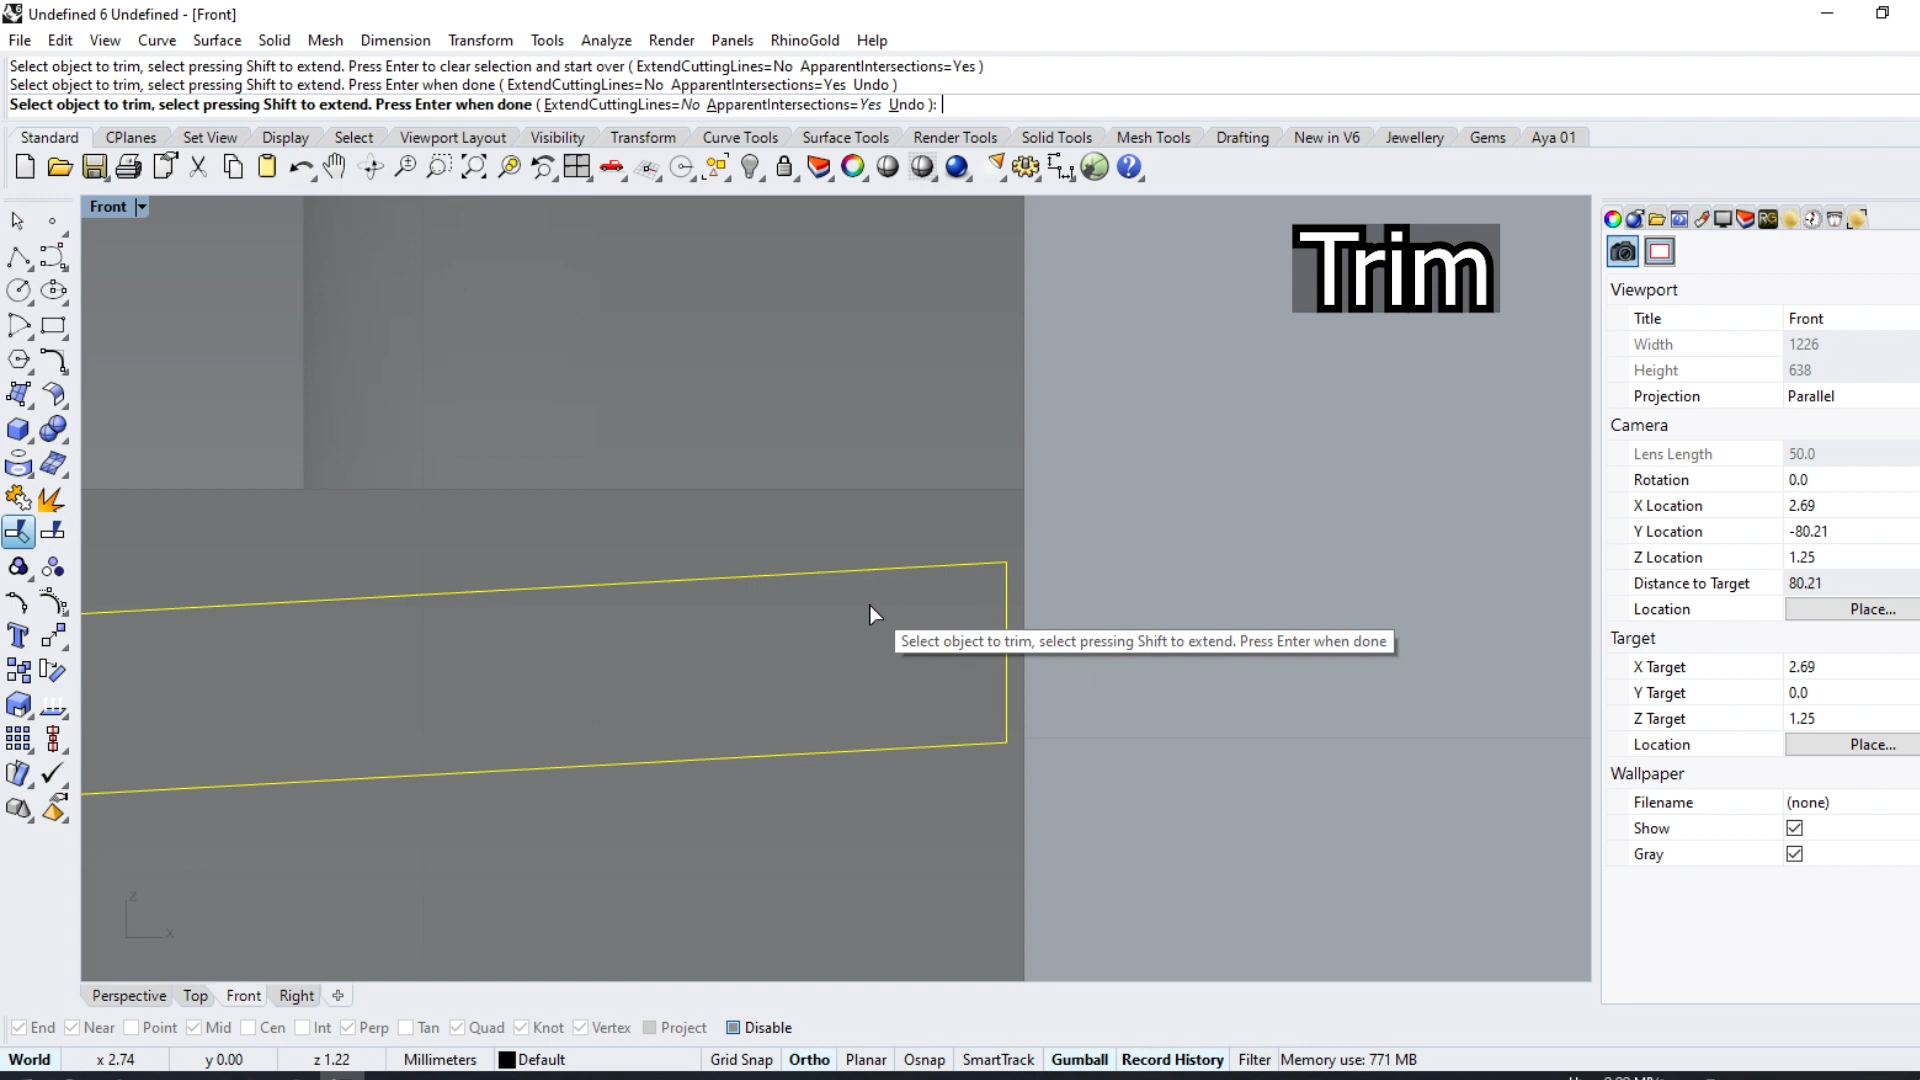 Undefined 6 Undefined - [Front]
File Edit View Curve Surface Solid Mesh Dimension Transform Tools Analyze Render Panels RhinoGold Help
Select object to trim, select pressing Shift to extend. Press Enter to clear selection and start over ( ExtendCuttingLines=No ApparentIntersections=Yes )
Select object to trim, select pressing Shift to extend. Press Enter when done ( ExtendCuttingLines=No ApparentIntersections=Yes Undo )
Select object to trim, select pressing Shift to extend. Press Enter when done ( ExtendCuttingLines=No ApparentIntersections=Yes Undo ):
Standard CPlanes Set View Display Select Viewport Layout Visibility Transform Curve Tools Surface Tools Render Tools Solid Tools Mesh Tools Drafting New in V6 Jewellery Gems Aya 01
Front
Trim
Viewport
Title Front
Width 1226
Height 638
Projection Parallel
Camera
Lens Length 50.0
Rotation 0.0
X Location 2.69
Y Location -80.21
Z Location 1.25
Distance to Target 80.21
Location Place...
Target
X Target 2.69
Y Target 0.0
Z Target 1.25
Location Place...
Wallpaper
Filename (none)
Show
Gray
Select object to trim, select pressing Shift to extend. Press Enter when done
z
x
Perspective Top Front Right
End Near Point Mid Cen Int Perp Tan Quad Knot Vertex Project Disable
World x 2.74 y 0.00 z 1.22 Millimeters Default Grid Snap Ortho Planar Osnap SmartTrack Gumball Record History Filter Memory use: 771 MB